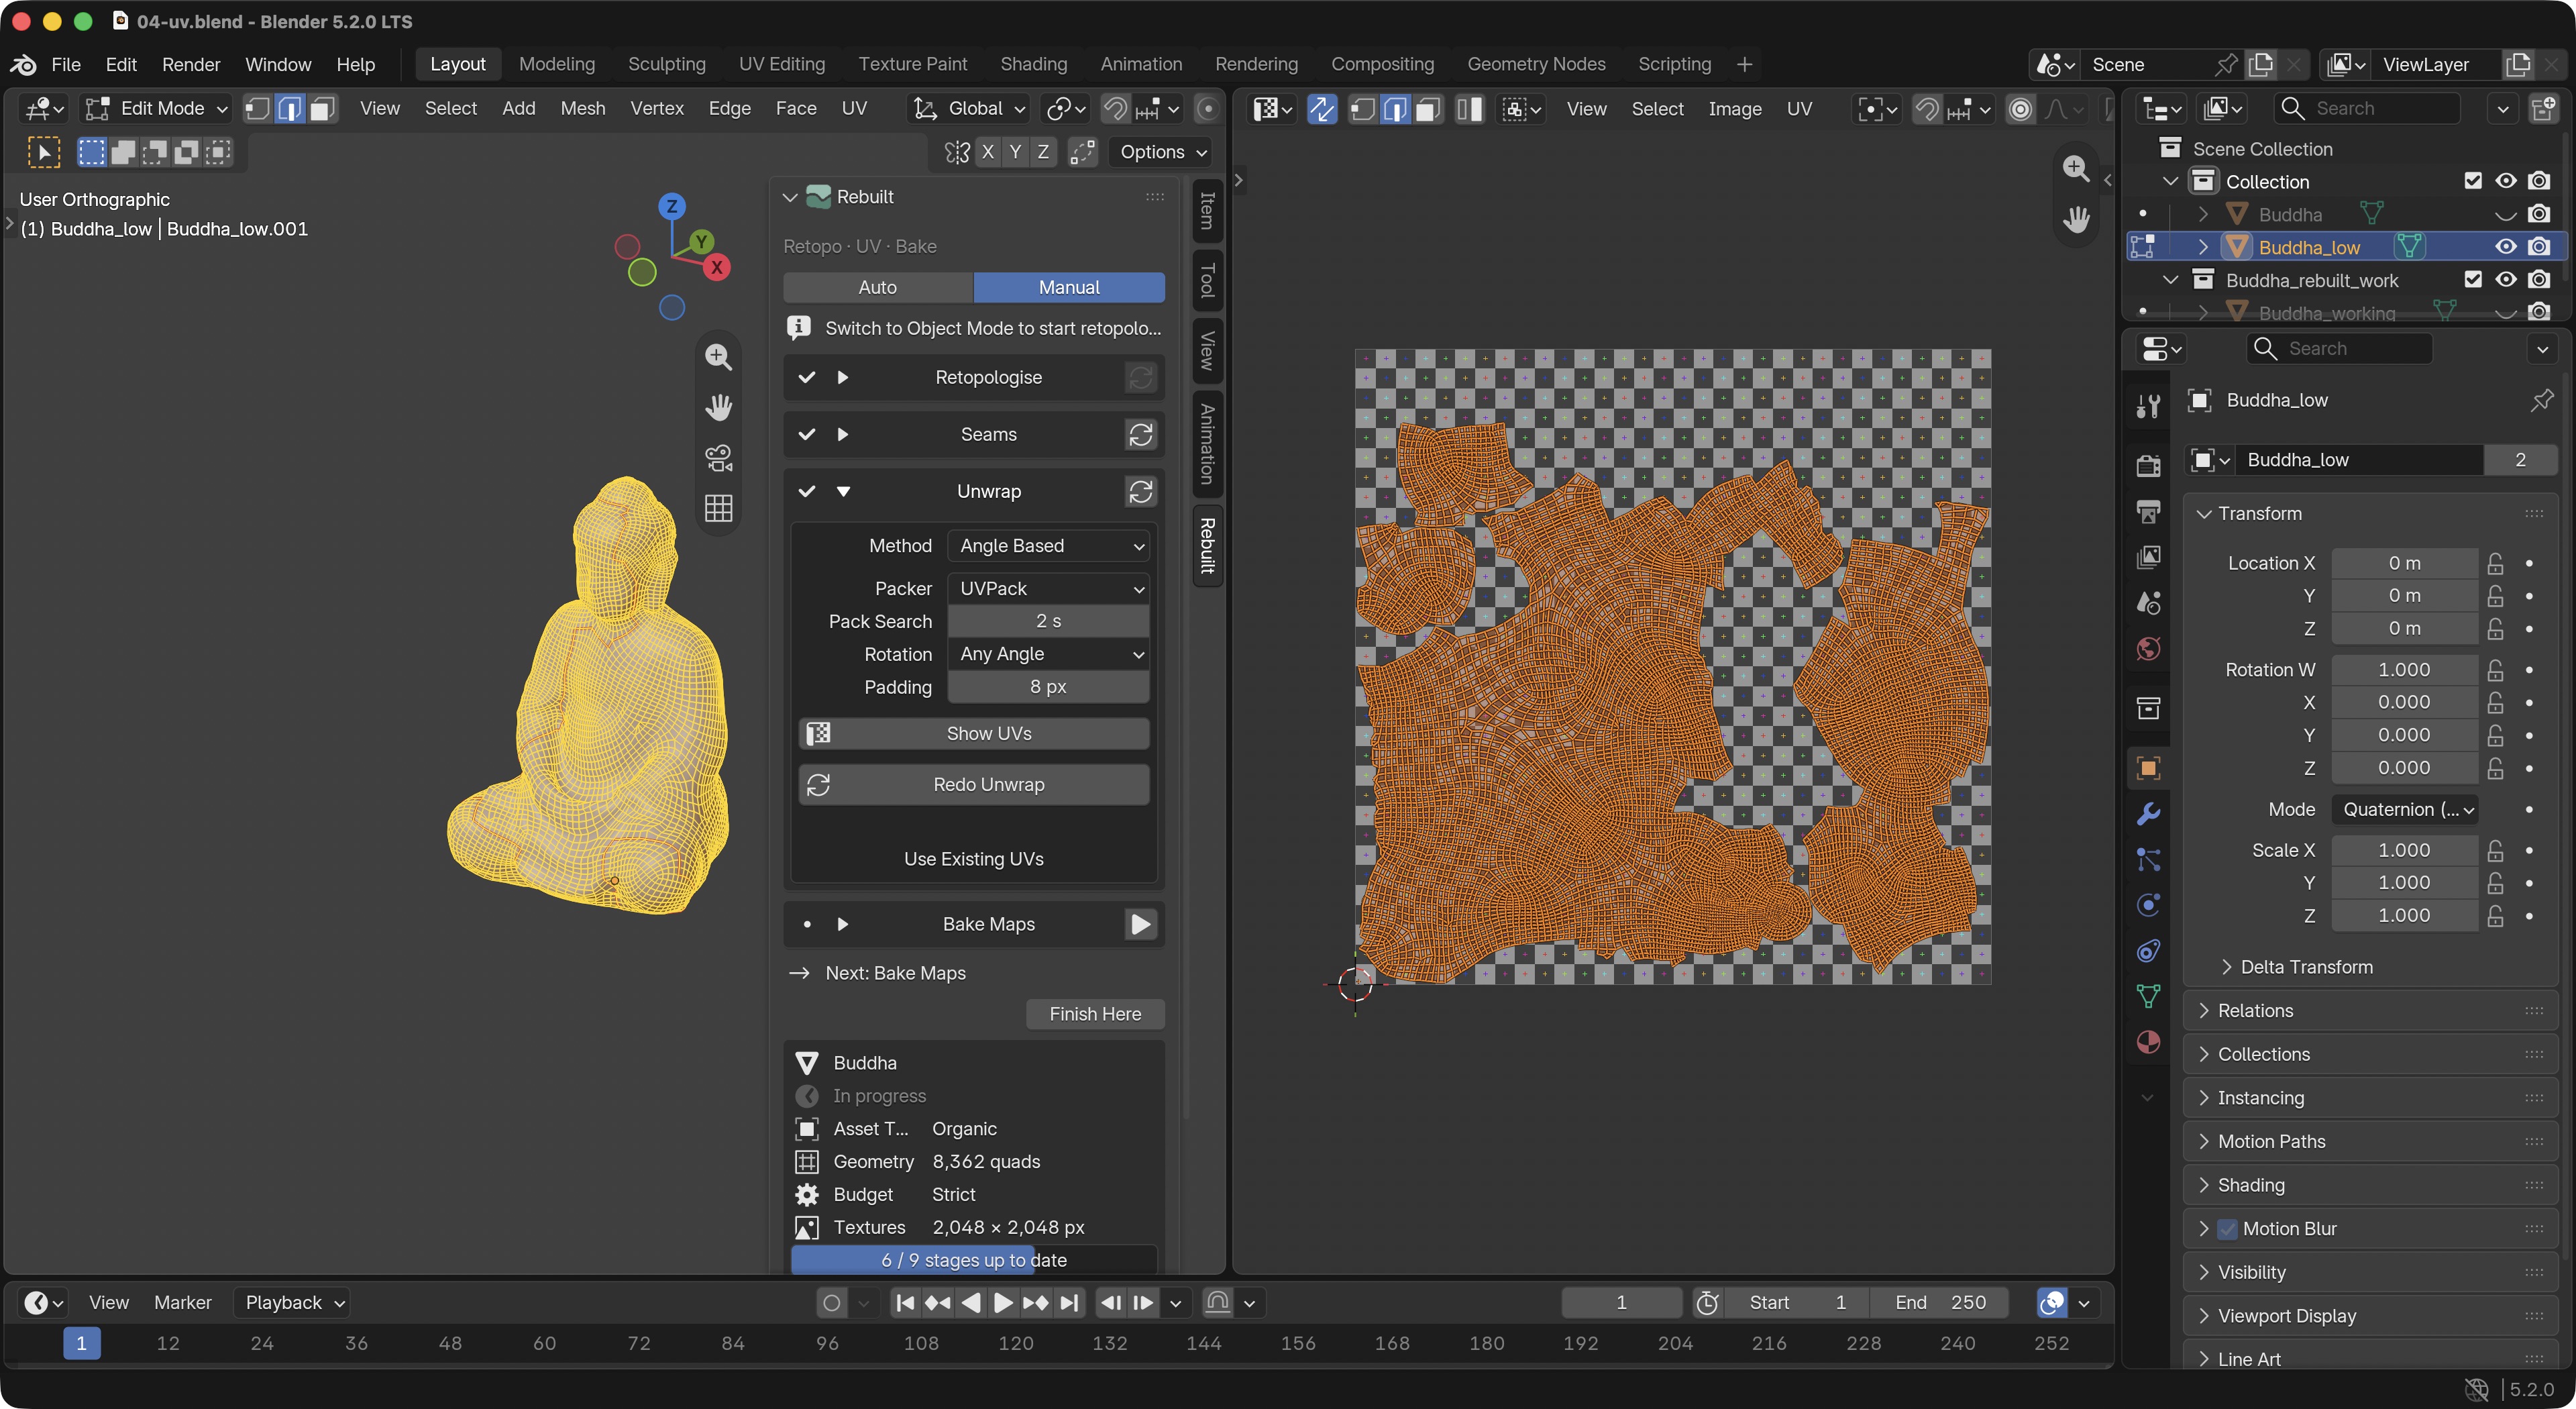 04-uv.blend - Blender 5.2.0 LTS
File Edit Render Window Help Layout Modeling Sculpting UV Editing Texture Paint Shading Animation Rendering Compositing Geometry Nodes Scripting + Scene ViewLayer
Edit Mode View Select Add Mesh Vertex Edge Face UV Global
View Select Image UV
Search
X Y Z Options
User Orthographic
(1) Buddha_low | Buddha_low.001
Z
Y
X
Rebuilt
Retopo · UV · Bake
Auto Manual
Switch to Object Mode to start retopolo...
Retopologise
Seams
Unwrap
Method Angle Based
Packer UVPack
Pack Search 2 s
Rotation Any Angle
Padding 8 px
Show UVs
Redo Unwrap
Use Existing UVs
Bake Maps
Next: Bake Maps
Finish Here
Buddha
In progress
Asset T... Organic
Geometry 8,362 quads
Budget Strict
Textures 2,048 × 2,048 px
6 / 9 stages up to date
Item
Tool
View
Animation
Rebuilt
Scene Collection
Collection
Buddha
Buddha_low
Buddha_rebuilt_work
Buddha_working
Search
Buddha_low
Buddha_low 2
Transform
Location X 0 m
Y 0 m
Z 0 m
Rotation W 1.000
X 0.000
Y 0.000
Z 0.000
Mode Quaternion (...
Scale X 1.000
Y 1.000
Z 1.000
Delta Transform
Relations
Collections
Instancing
Motion Paths
Shading
Motion Blur
Visibility
Viewport Display
Line Art
View Marker Playback 1 Start 1 End 250
1 12 24 36 48 60 72 84 96 108 120 132 144 156 168 180 192 204 216 228 240 252
5.2.0